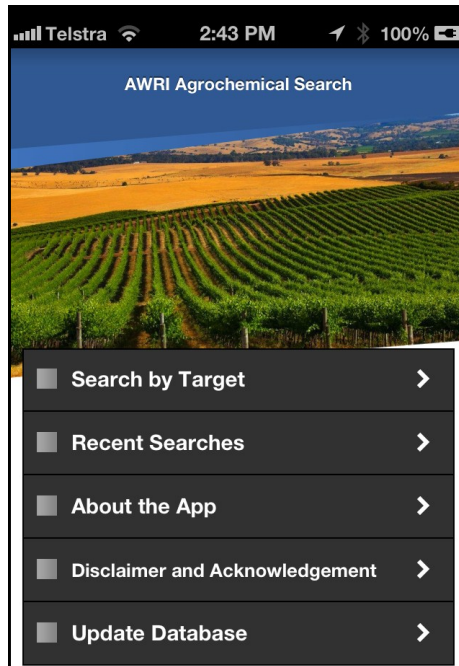 Telstra 2:43 PM 100%
AWRI Agrochemical Search
Search by Target
Recent Searches
About the App
Disclaimer and Acknowledgement
Update Database